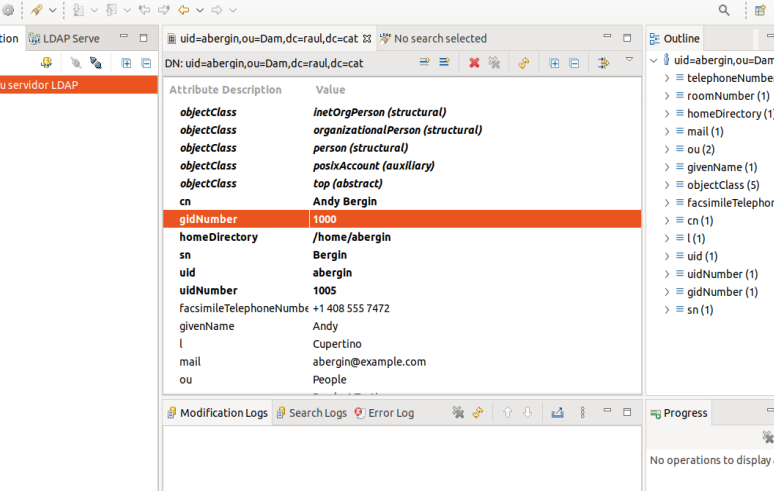 tion LDAP Serve uid=abergin,ou=Dam,dc=raul,dc=cat No search selected Outline
DN: uid=abergin,ou=Dam,dc=raul,dc=cat
u servidor LDAP
Attribute Description Value
objectClass inetOrgPerson (structural)
objectClass organizationalPerson (structural)
objectClass person (structural)
objectClass posixAccount (auxiliary)
objectClass top (abstract)
cn Andy Bergin
gidNumber 1000
homeDirectory /home/abergin
sn Bergin
uid abergin
uidNumber 1005
facsimileTelephoneNumbe +1 408 555 7472
givenName Andy
l Cupertino
mail abergin@example.com
ou People
uid=abergin,ou=Dam
telephoneNumber
roomNumber (1)
homeDirectory (1)
mail (1)
ou (2)
givenName (1)
objectClass (5)
facsimileTelephon
cn (1)
l (1)
uid (1)
uidNumber (1)
gidNumber (1)
sn (1)
Modification Logs Search Logs Error Log
Progress
No operations to display